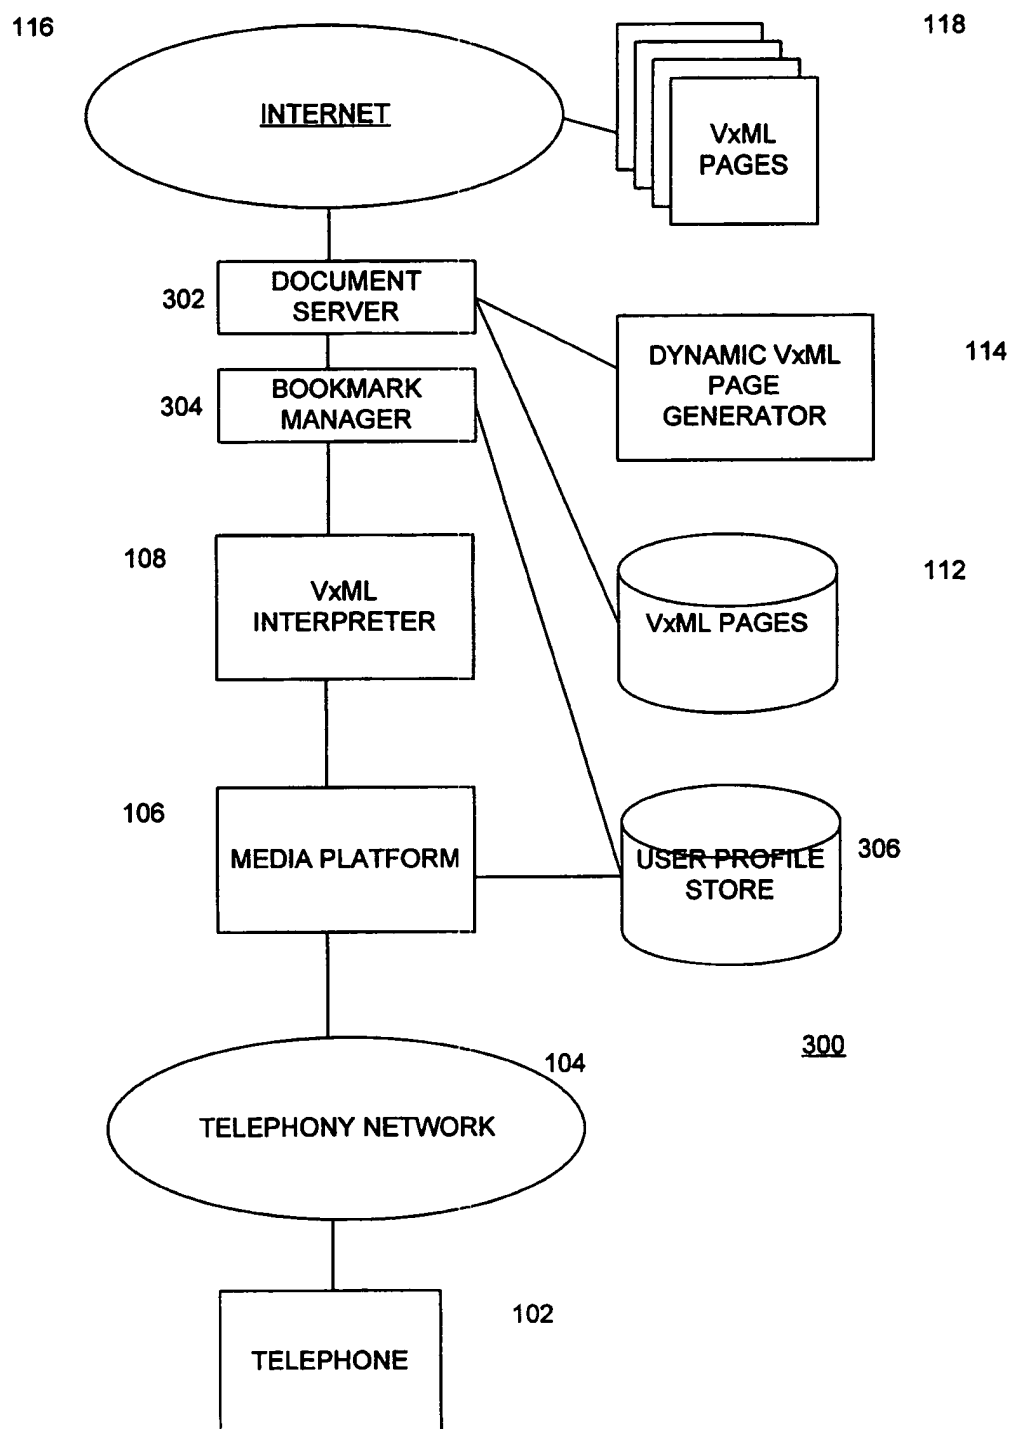 116
118
INTERNET
VxML
PAGES
302
DOCUMENT
SERVER
304
BOOKMARK
MANAGER
114
DYNAMIC VxML
PAGE
GENERATOR
108
VxML
INTERPRETER
112
VxML PAGES
106
MEDIA PLATFORM
306
USER PROFILE
STORE
300
104
TELEPHONY NETWORK
102
TELEPHONE